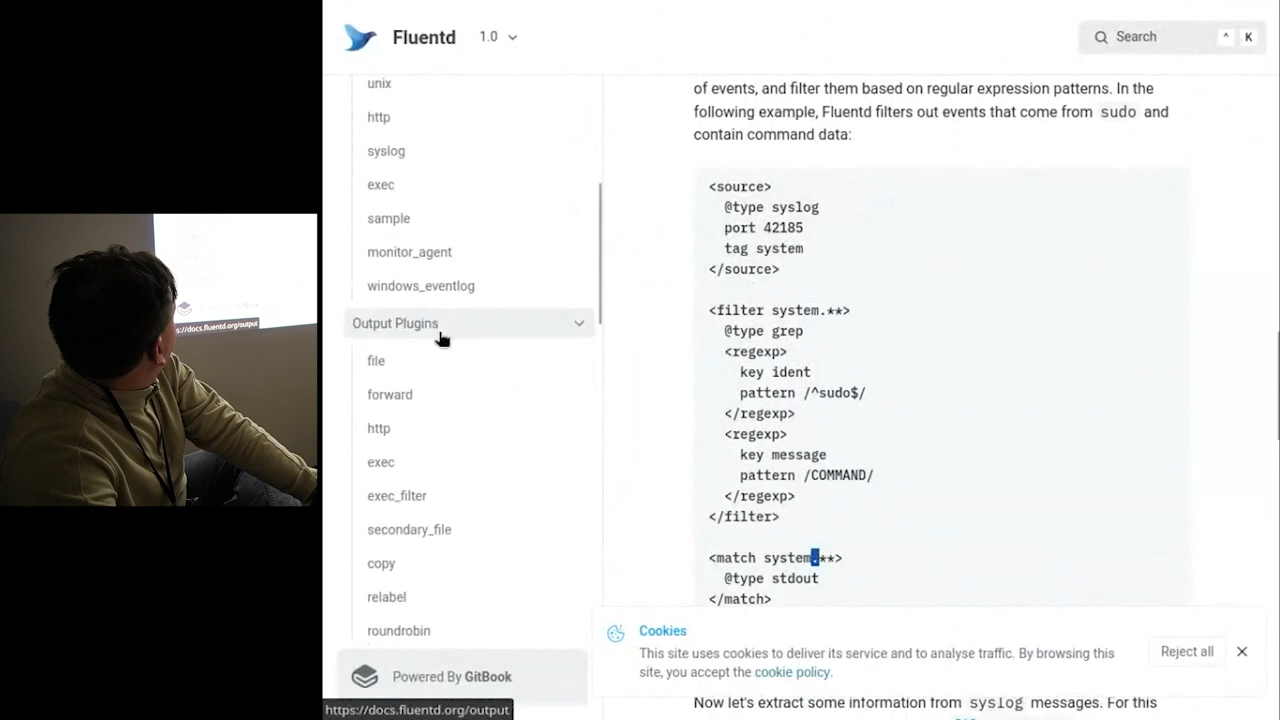 Fluentd
1.0
Search
^
K
unix
http
syslog
exec
sample
monitor_agent
windows_eventlog
Output Plugins
file
forward
http
exec
exec_filter
secondary_file
copy
relabel
roundrobin
Powered By GitBook
https://docs.fluentd.org/output
of events, and filter them based on regular expression patterns. In the
following example, Fluentd filters out events that come from sudo and
contain command data:
<source>
@type syslog
port 42185
tag system
</source>
<filter system.**>
@type grep
<regexp>
key ident
pattern /^sudo$/
</regexp>
<regexp>
key message
pattern /COMMAND/
</regexp>
</filter>
<match system.**>
@type stdout
</match>
Cookies
This site uses cookies to deliver its service and to analyse traffic. By browsing this
site, you accept the cookie policy.
Reject all
Now let's extract some information from syslog messages. For this
s://docs.fluentd.org/output